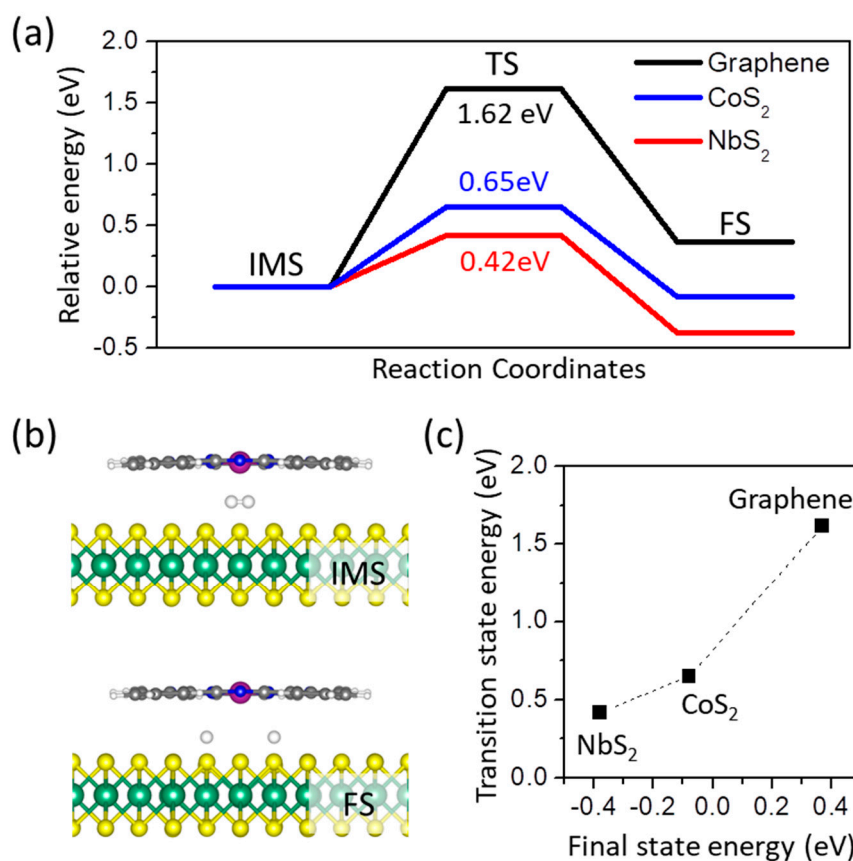 (a)
2.0
1.5
1.0
0.5
0.0
-0.5
Relative energy (eV)
TS
1.62 eV
0.65eV
0.42eV
IMS
FS
Graphene
CoS₂
NbS₂
Reaction Coordinates
(b)
IMS
FS
(c)
2.0
1.5
1.0
0.5
0.0
Transition state energy (eV)
Graphene
CoS₂
NbS₂
-0.4 -0.2 0.0 0.2 0.4
Final state energy (eV)